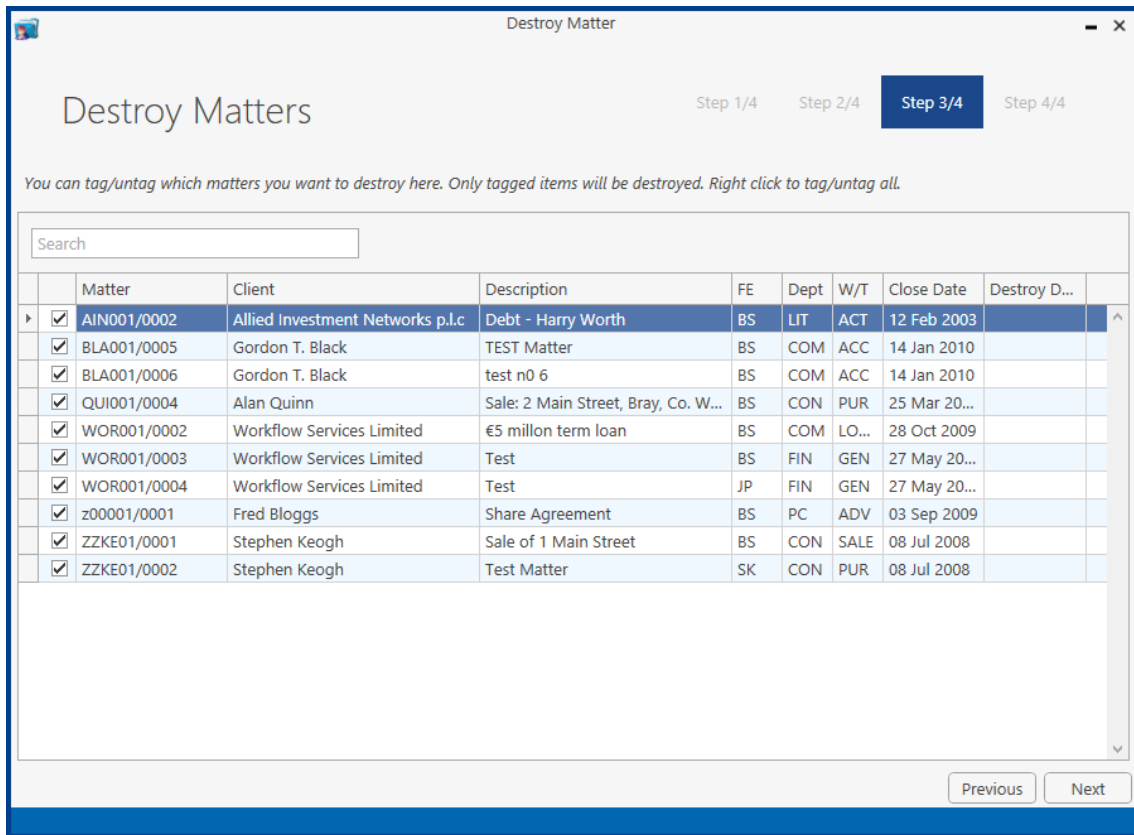 Destroy Matter
Destroy Matters
Step 1/4 Step 2/4 Step 3/4 Step 4/4
You can tag/untag which matters you want to destroy here. Only tagged items will be destroyed. Right click to tag/untag all.
Search
Matter Client Description FE Dept W/T Close Date Destroy D...
AIN001/0002 Allied Investment Networks p.l.c Debt - Harry Worth BS LIT ACT 12 Feb 2003
BLA001/0005 Gordon T. Black TEST Matter BS COM ACC 14 Jan 2010
BLA001/0006 Gordon T. Black test n0 6 BS COM ACC 14 Jan 2010
QUI001/0004 Alan Quinn Sale: 2 Main Street, Bray, Co. W... BS CON PUR 25 Mar 20...
WOR001/0002 Workflow Services Limited €5 millon term loan BS COM LO... 28 Oct 2009
WOR001/0003 Workflow Services Limited Test BS FIN GEN 27 May 20...
WOR001/0004 Workflow Services Limited Test JP FIN GEN 27 May 20...
z00001/0001 Fred Bloggs Share Agreement BS PC ADV 03 Sep 2009
ZZKE01/0001 Stephen Keogh Sale of 1 Main Street BS CON SALE 08 Jul 2008
ZZKE01/0002 Stephen Keogh Test Matter SK CON PUR 08 Jul 2008
Previous Next